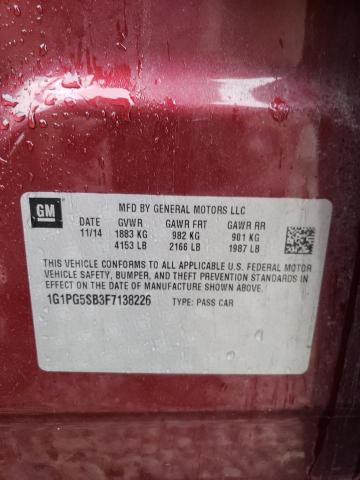 GM
MFD BY GENERAL MOTORS LLC
DATE GVWR GAWR FRT GAWR RR
11/14 1883 KG 982 KG 901 KG
4153 LB 2166 LB 1987 LB
THIS VEHICLE CONFORMS TO ALL APPLICABLE U.S. FEDERAL MOTOR
VEHICLE SAFETY, BUMPER, AND THEFT PREVENTION STANDARDS IN
EFFECT ON THE DATE OF MANUFACTURE SHOWN ABOVE.
1G1PG5SB3F7138226 TYPE: PASS CAR